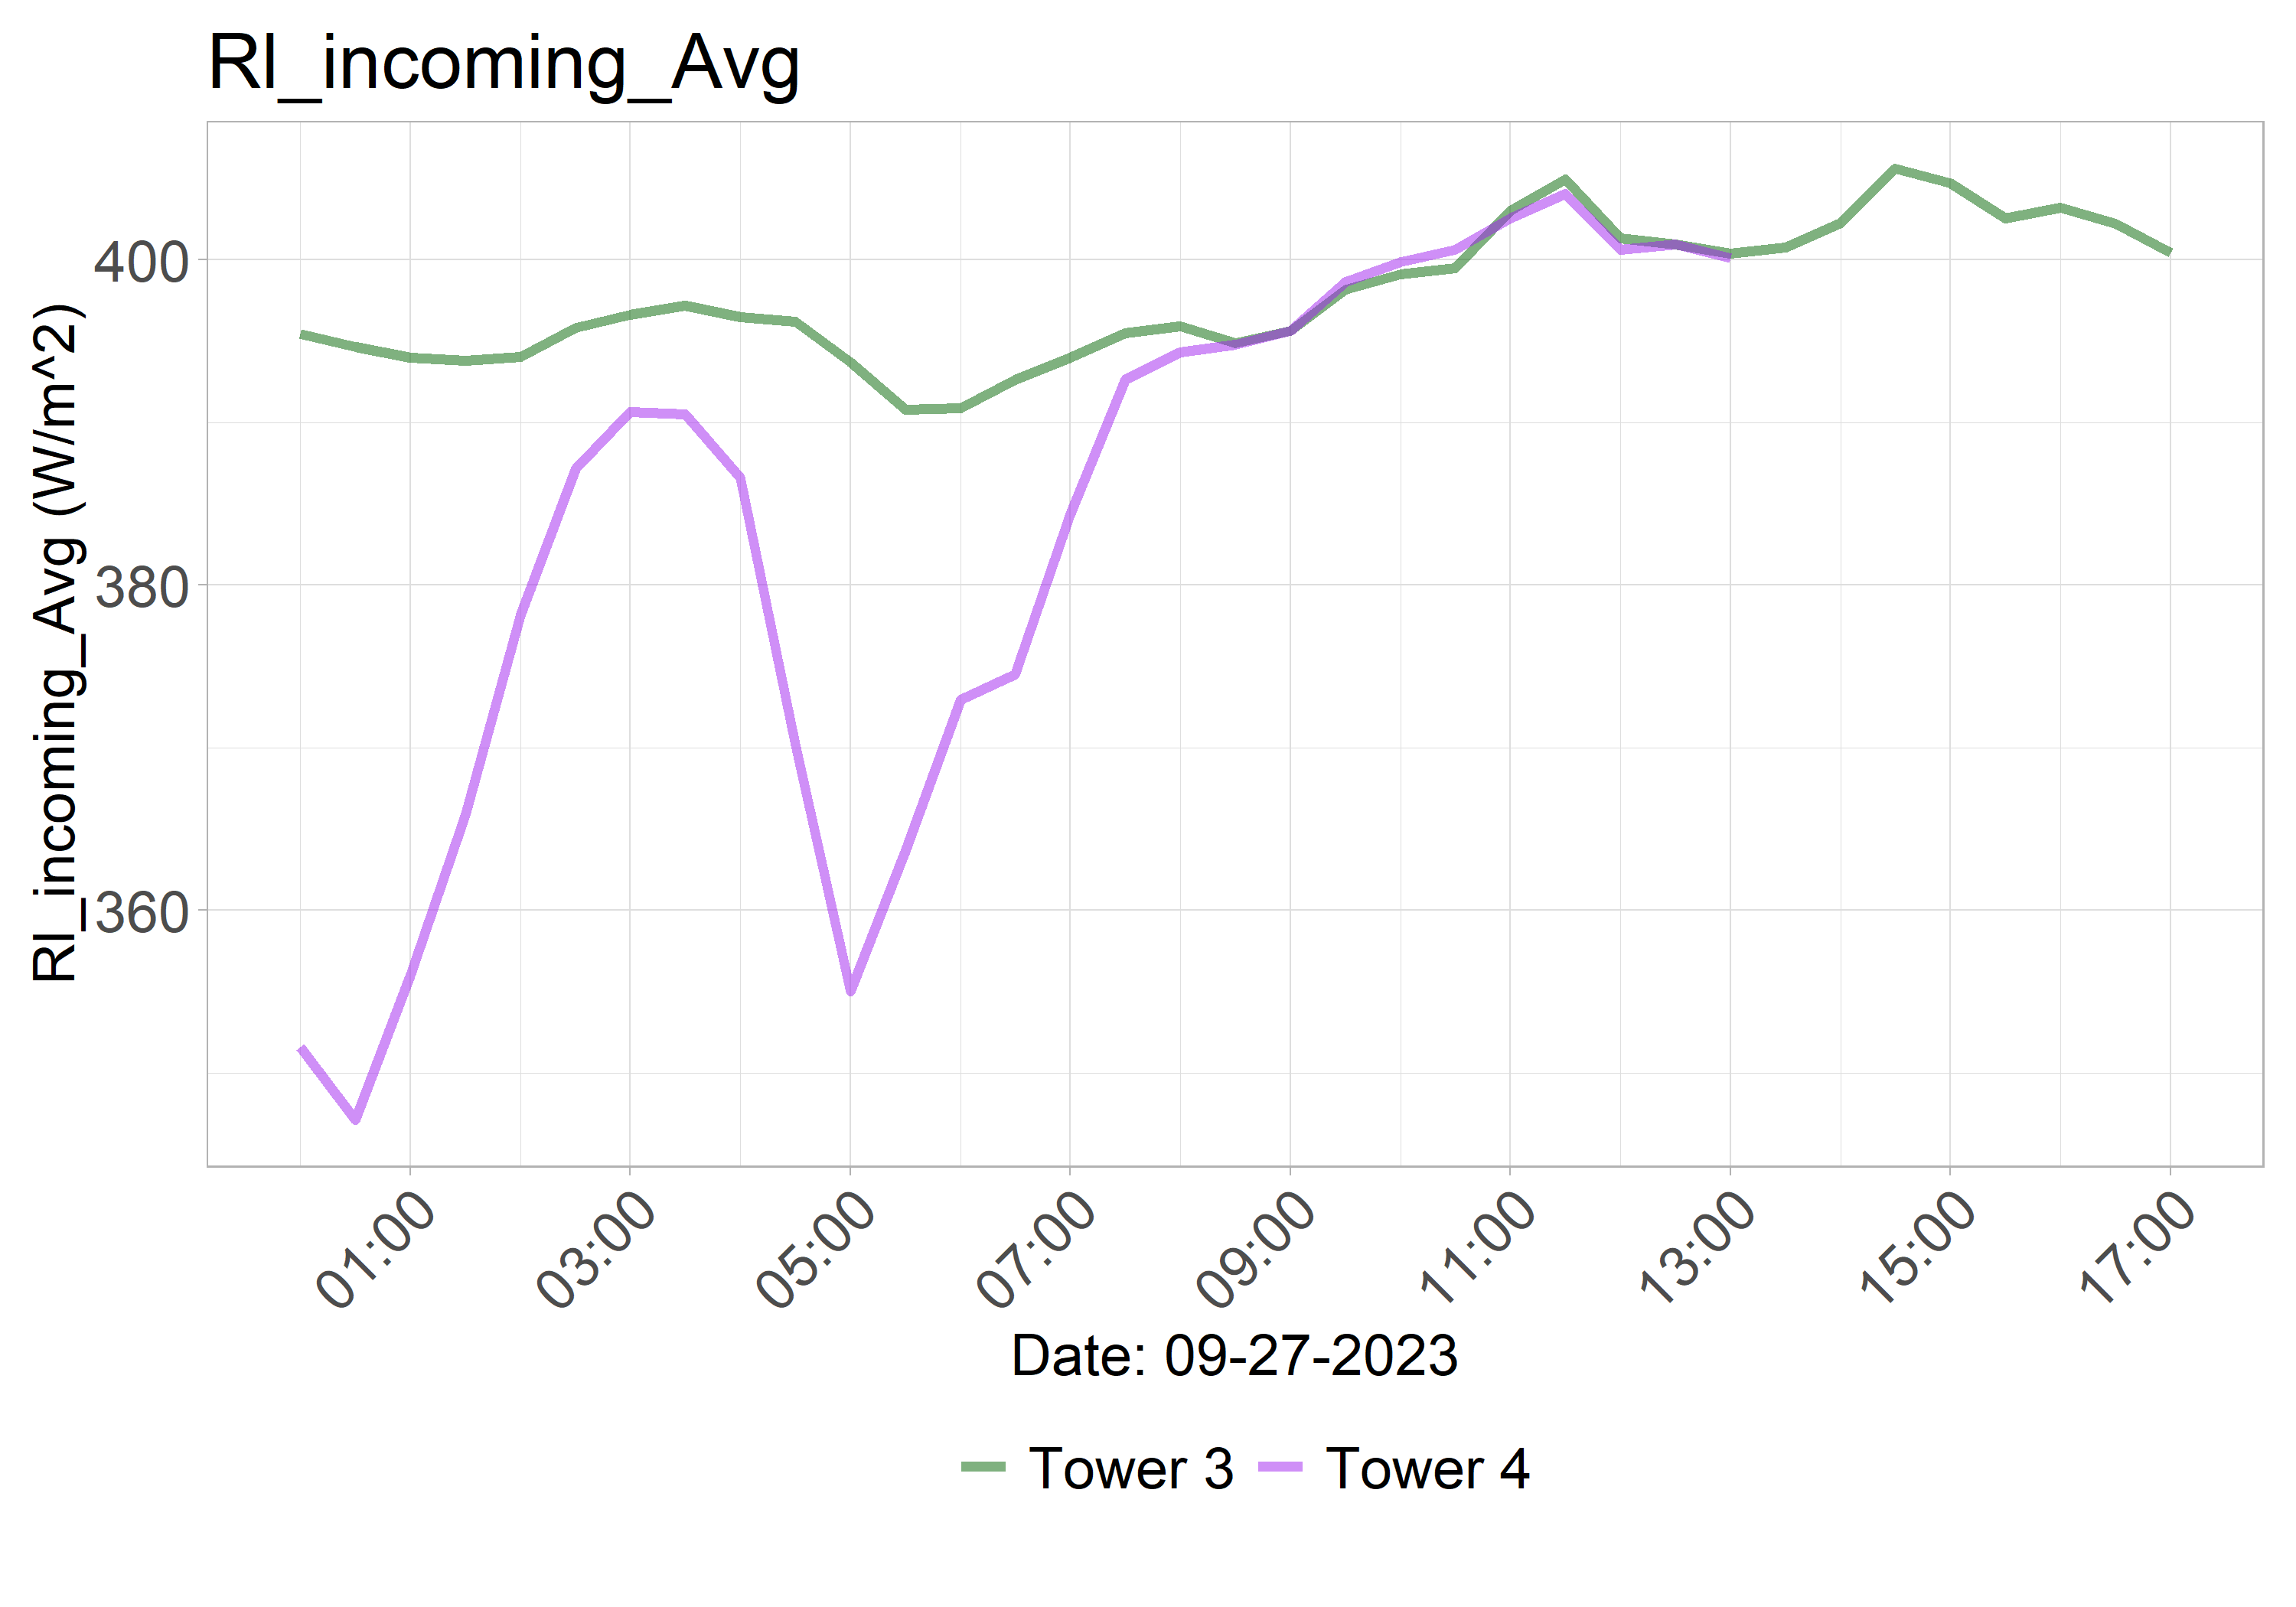 Rl_incoming_Avg
Rl_incoming_Avg (W/m^2)
400
380
360
01:00 03:00 05:00 07:00 09:00 11:00 13:00 15:00 17:00
Date: 09-27-2023
Tower 3 Tower 4